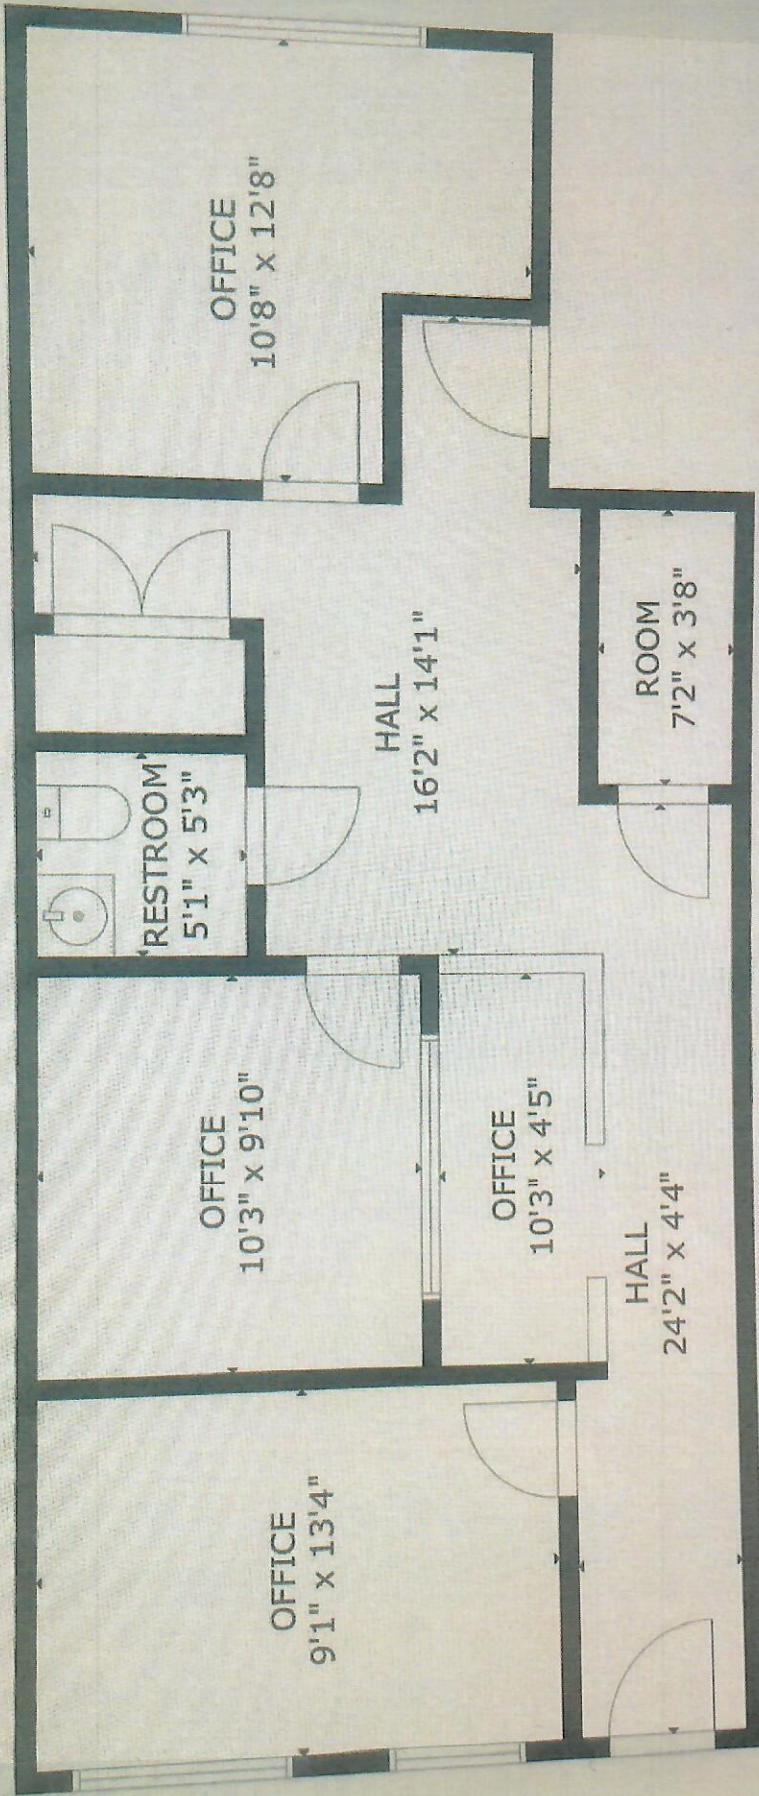 OFFICE
10'8" x 12'8"
HALL
16'2" x 14'1"
ROOM
7'2" x 3'8"
RESTROOM
5'1" x 5'3"
OFFICE
10'3" x 9'10"
OFFICE
10'3" x 4'5"
HALL
24'2" x 4'4"
OFFICE
9'1" x 13'4"